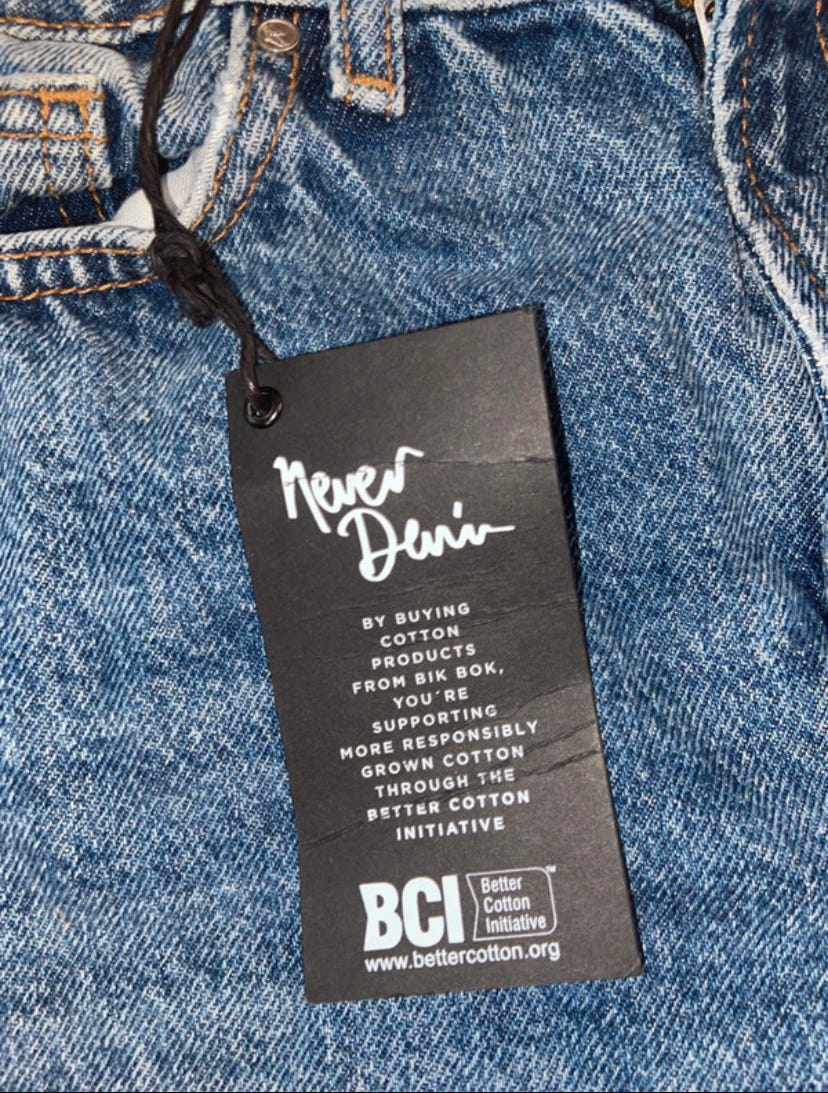 Never
Denim
BY BUYING
COTTON
PRODUCTS
FROM BIK BOK,
YOU´RE
SUPPORTING
MORE RESPONSIBLY
GROWN COTTON
THROUGH THE
BETTER COTTON
INITIATIVE
BCI
Better
Cotton
Initiative
™
www.bettercotton.org